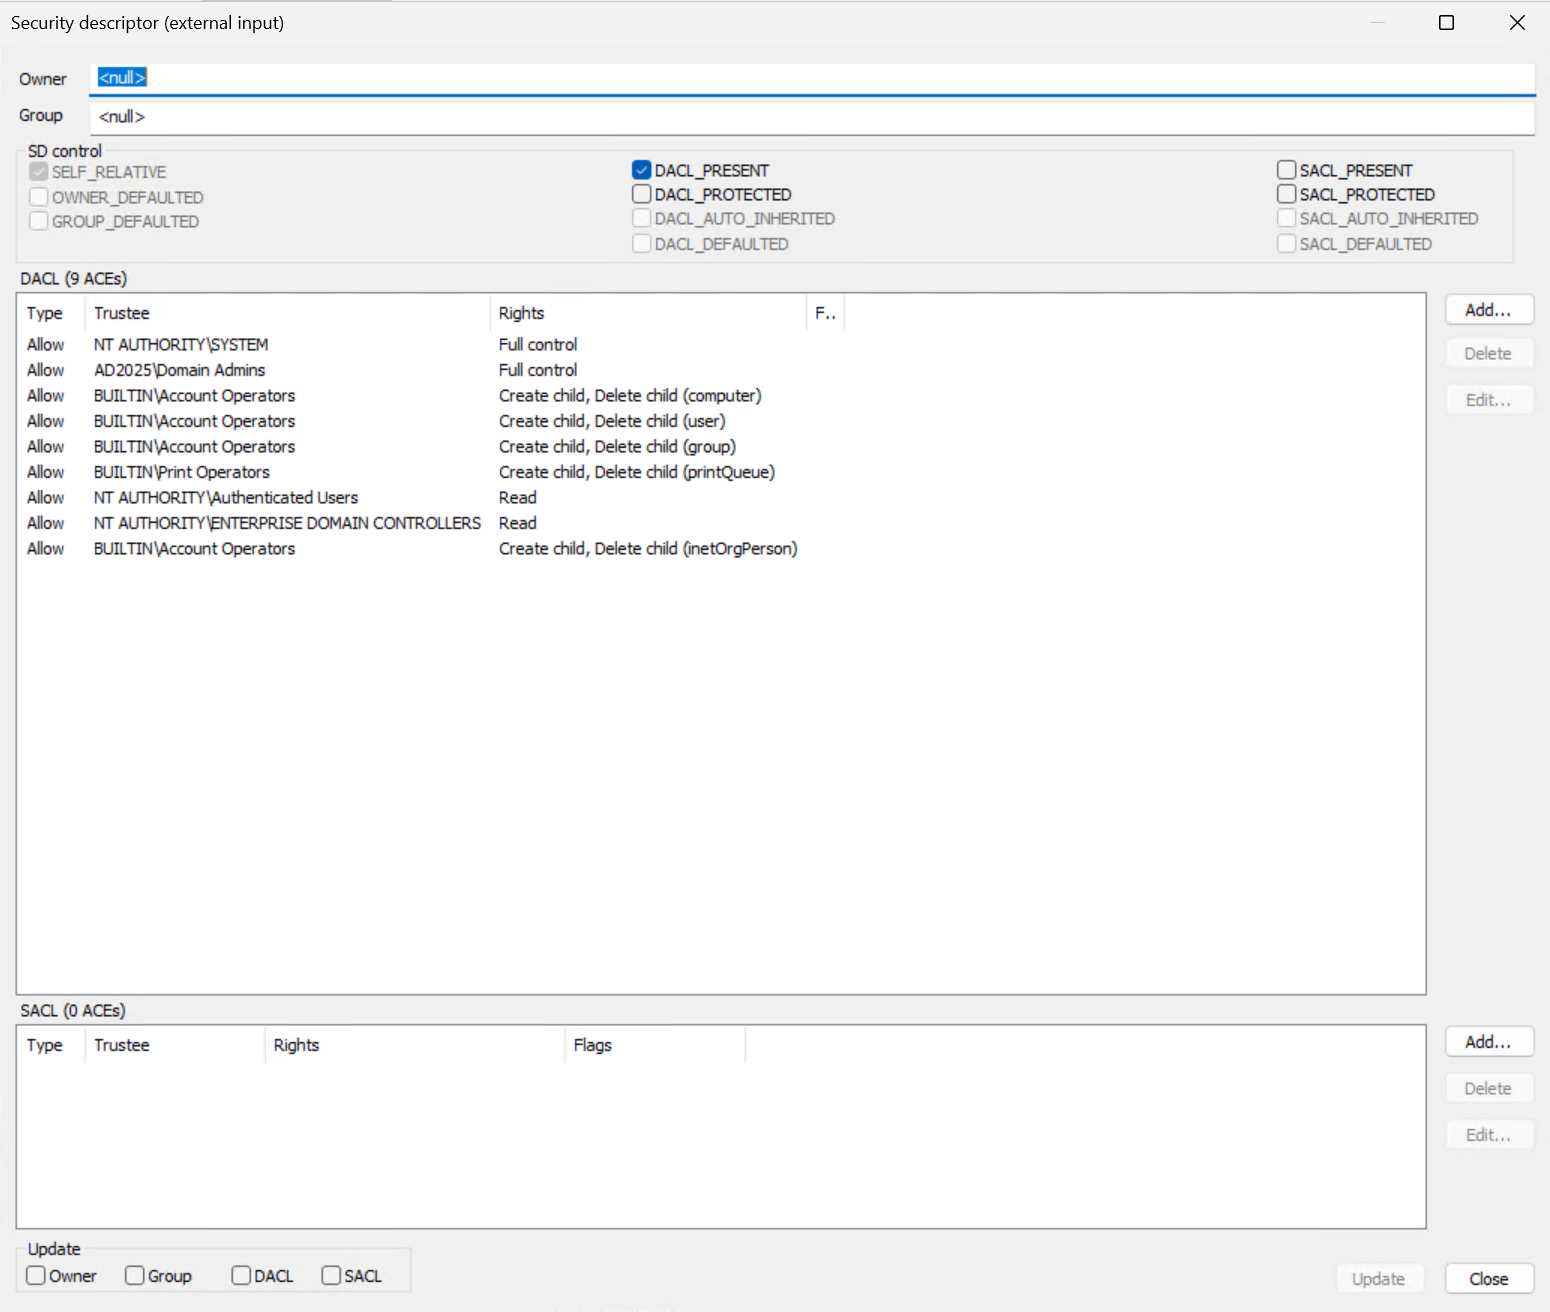 Security descriptor (external input)
Owner <null>
Group <null>
SD control
SELF_RELATIVE DACL_PRESENT SACL_PRESENT
OWNER_DEFAULTED DACL_PROTECTED SACL_PROTECTED
GROUP_DEFAULTED DACL_AUTO_INHERITED SACL_AUTO_INHERITED
DACL_DEFAULTED SACL_DEFAULTED
DACL (9 ACEs)
Type Trustee Rights F.. Add...
Allow NT AUTHORITY\SYSTEM Full control
Delete
Allow AD2025\Domain Admins Full control
Allow BUILTIN\Account Operators Create child, Delete child (computer)
Edit...
Allow BUILTIN\Account Operators Create child, Delete child (user)
Allow BUILTIN\Account Operators Create child, Delete child (group)
Allow BUILTIN\Print Operators Create child, Delete child (printQueue)
Allow NT AUTHORITY\Authenticated Users Read
Allow NT AUTHORITY\ENTERPRISE DOMAIN CONTROLLERS Read
Allow BUILTIN\Account Operators Create child, Delete child (inetOrgPerson)
SACL (0 ACEs)
Type Trustee Rights Flags Add...
Delete
Edit...
Update
Owner Group DACL SACL Update Close